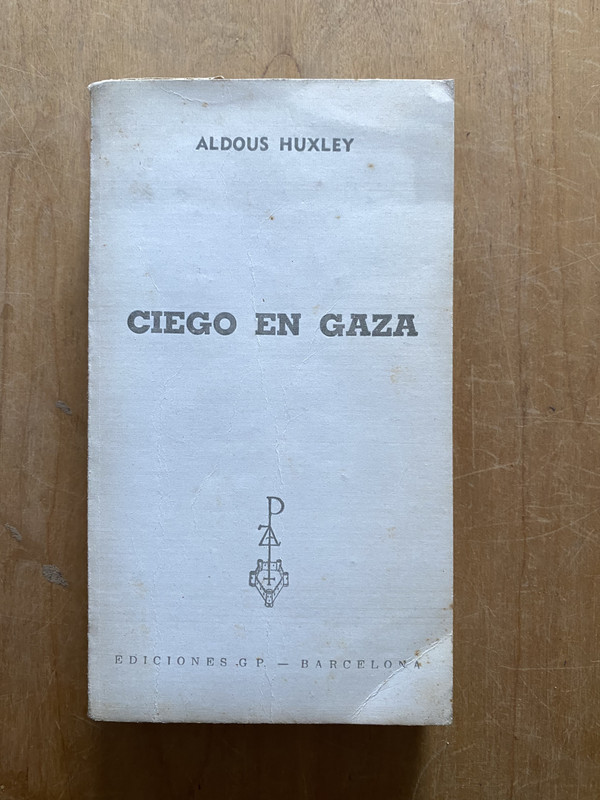 ALDOUS HUXLEY
CIEGO EN GAZA
P
Z
EDICIONES.G.P. — BARCELONA